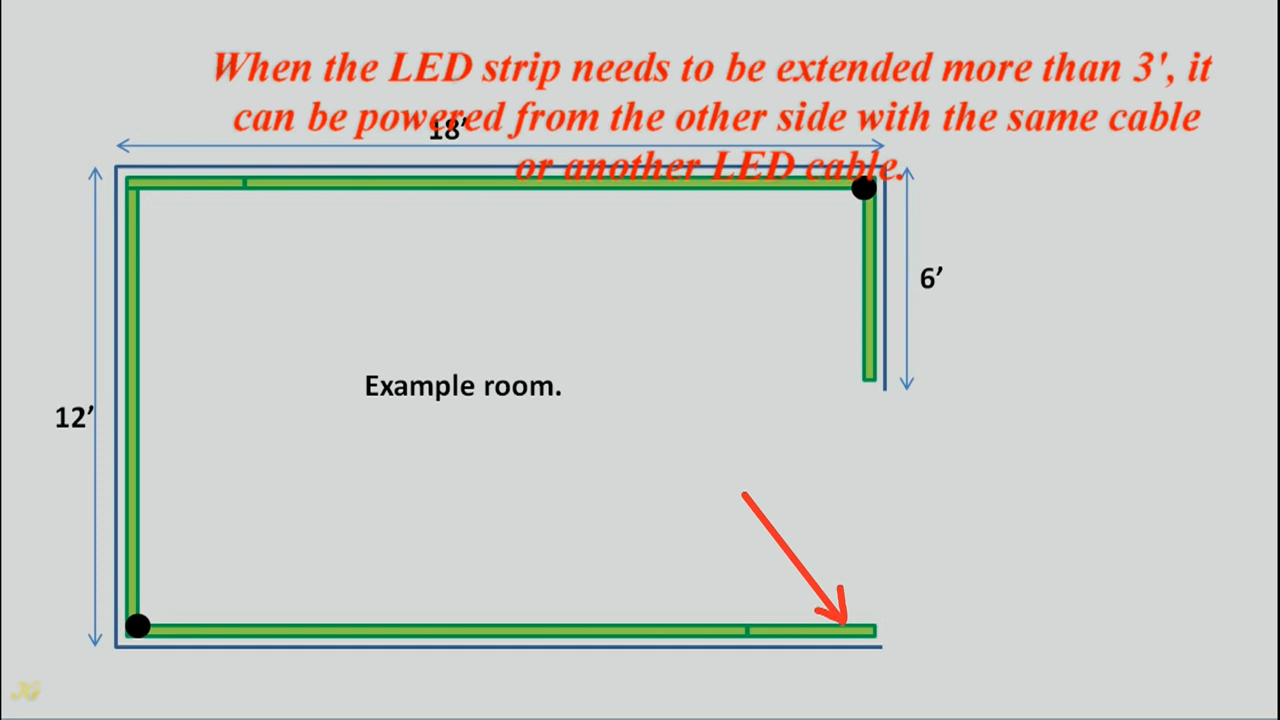 When the LED strip needs to be extended more than 3', it
can be powered from the other side with the same cable
18’
or another LED cable.
6’
Example room.
12’
JG